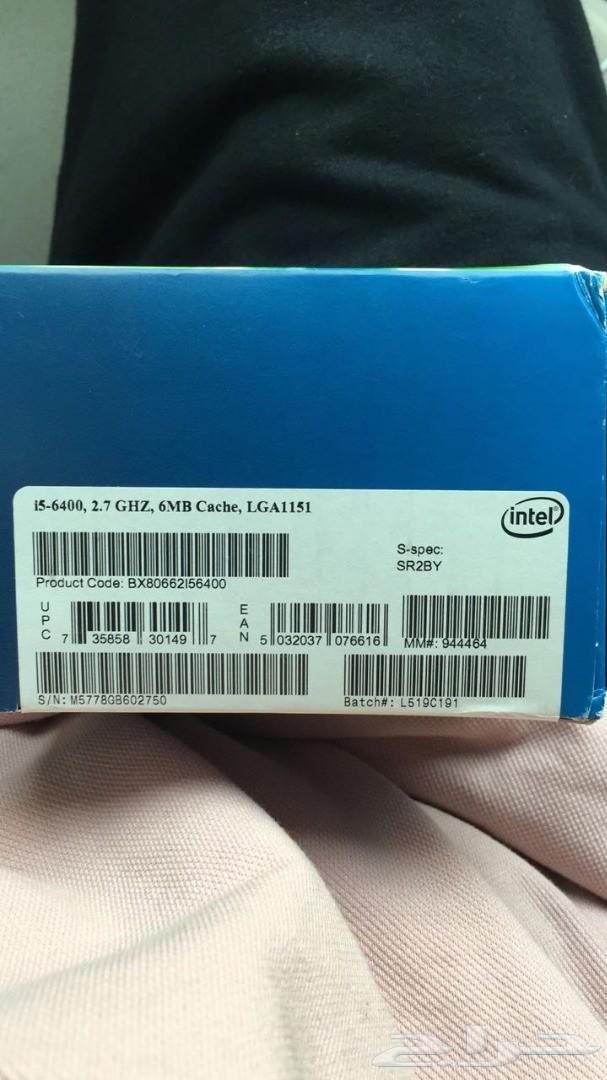 i5-6400, 2.7 GHZ, 6MB Cache, LGA1151
intel
S-spec:
SR2BY
Product Code: BX80662I56400
UPC 7 35858 30149 7
EAN 5 032037 076616
MM#: 944464
S/N: M5778GB602750
Batch#: L519C191
حراج